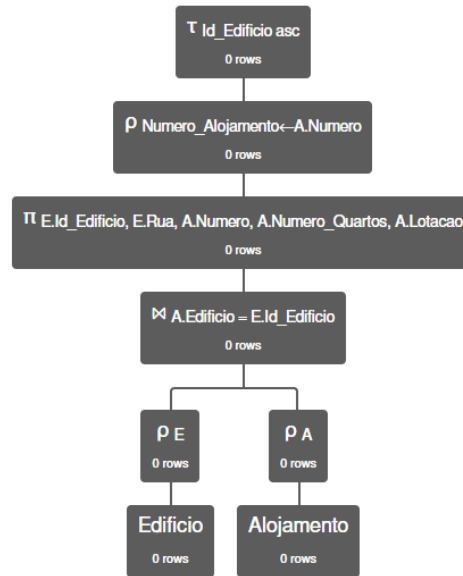 τ Id_Edificio asc
0 rows
ρ Numero_Alojamento←A.Numero
0 rows
π E.Id_Edificio, E.Rua, A.Numero, A.Numero_Quartos, A.Lotacao
0 rows
⋈ A.Edificio = E.Id_Edificio
0 rows
ρ E
0 rows
ρ A
0 rows
Edificio
0 rows
Alojamento
0 rows